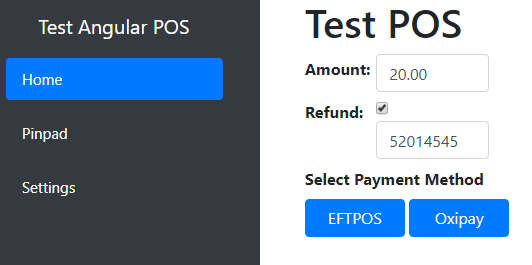 Test Angular POS
Home
Pinpad
Settings
Test POS
Amount: 20.00
Refund:
52014545
Select Payment Method
EFTPOS Oxipay